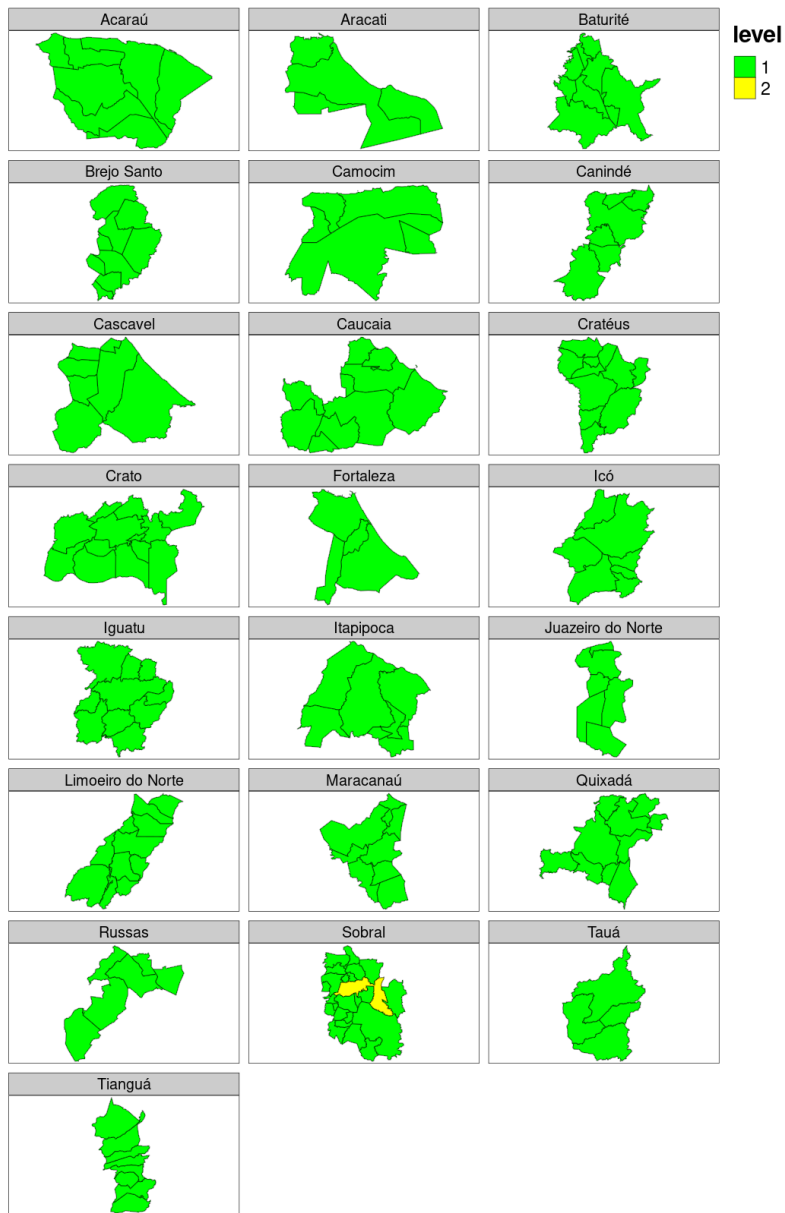 Acaraú
Aracati
Baturité
level
1
2
Brejo Santo
Camocim
Canindé
Cascavel
Caucaia
Cratéus
Crato
Fortaleza
Icó
Iguatu
Itapipoca
Juazeiro do Norte
Limoeiro do Norte
Maracanaú
Quixadá
Russas
Sobral
Tauá
Tianguá